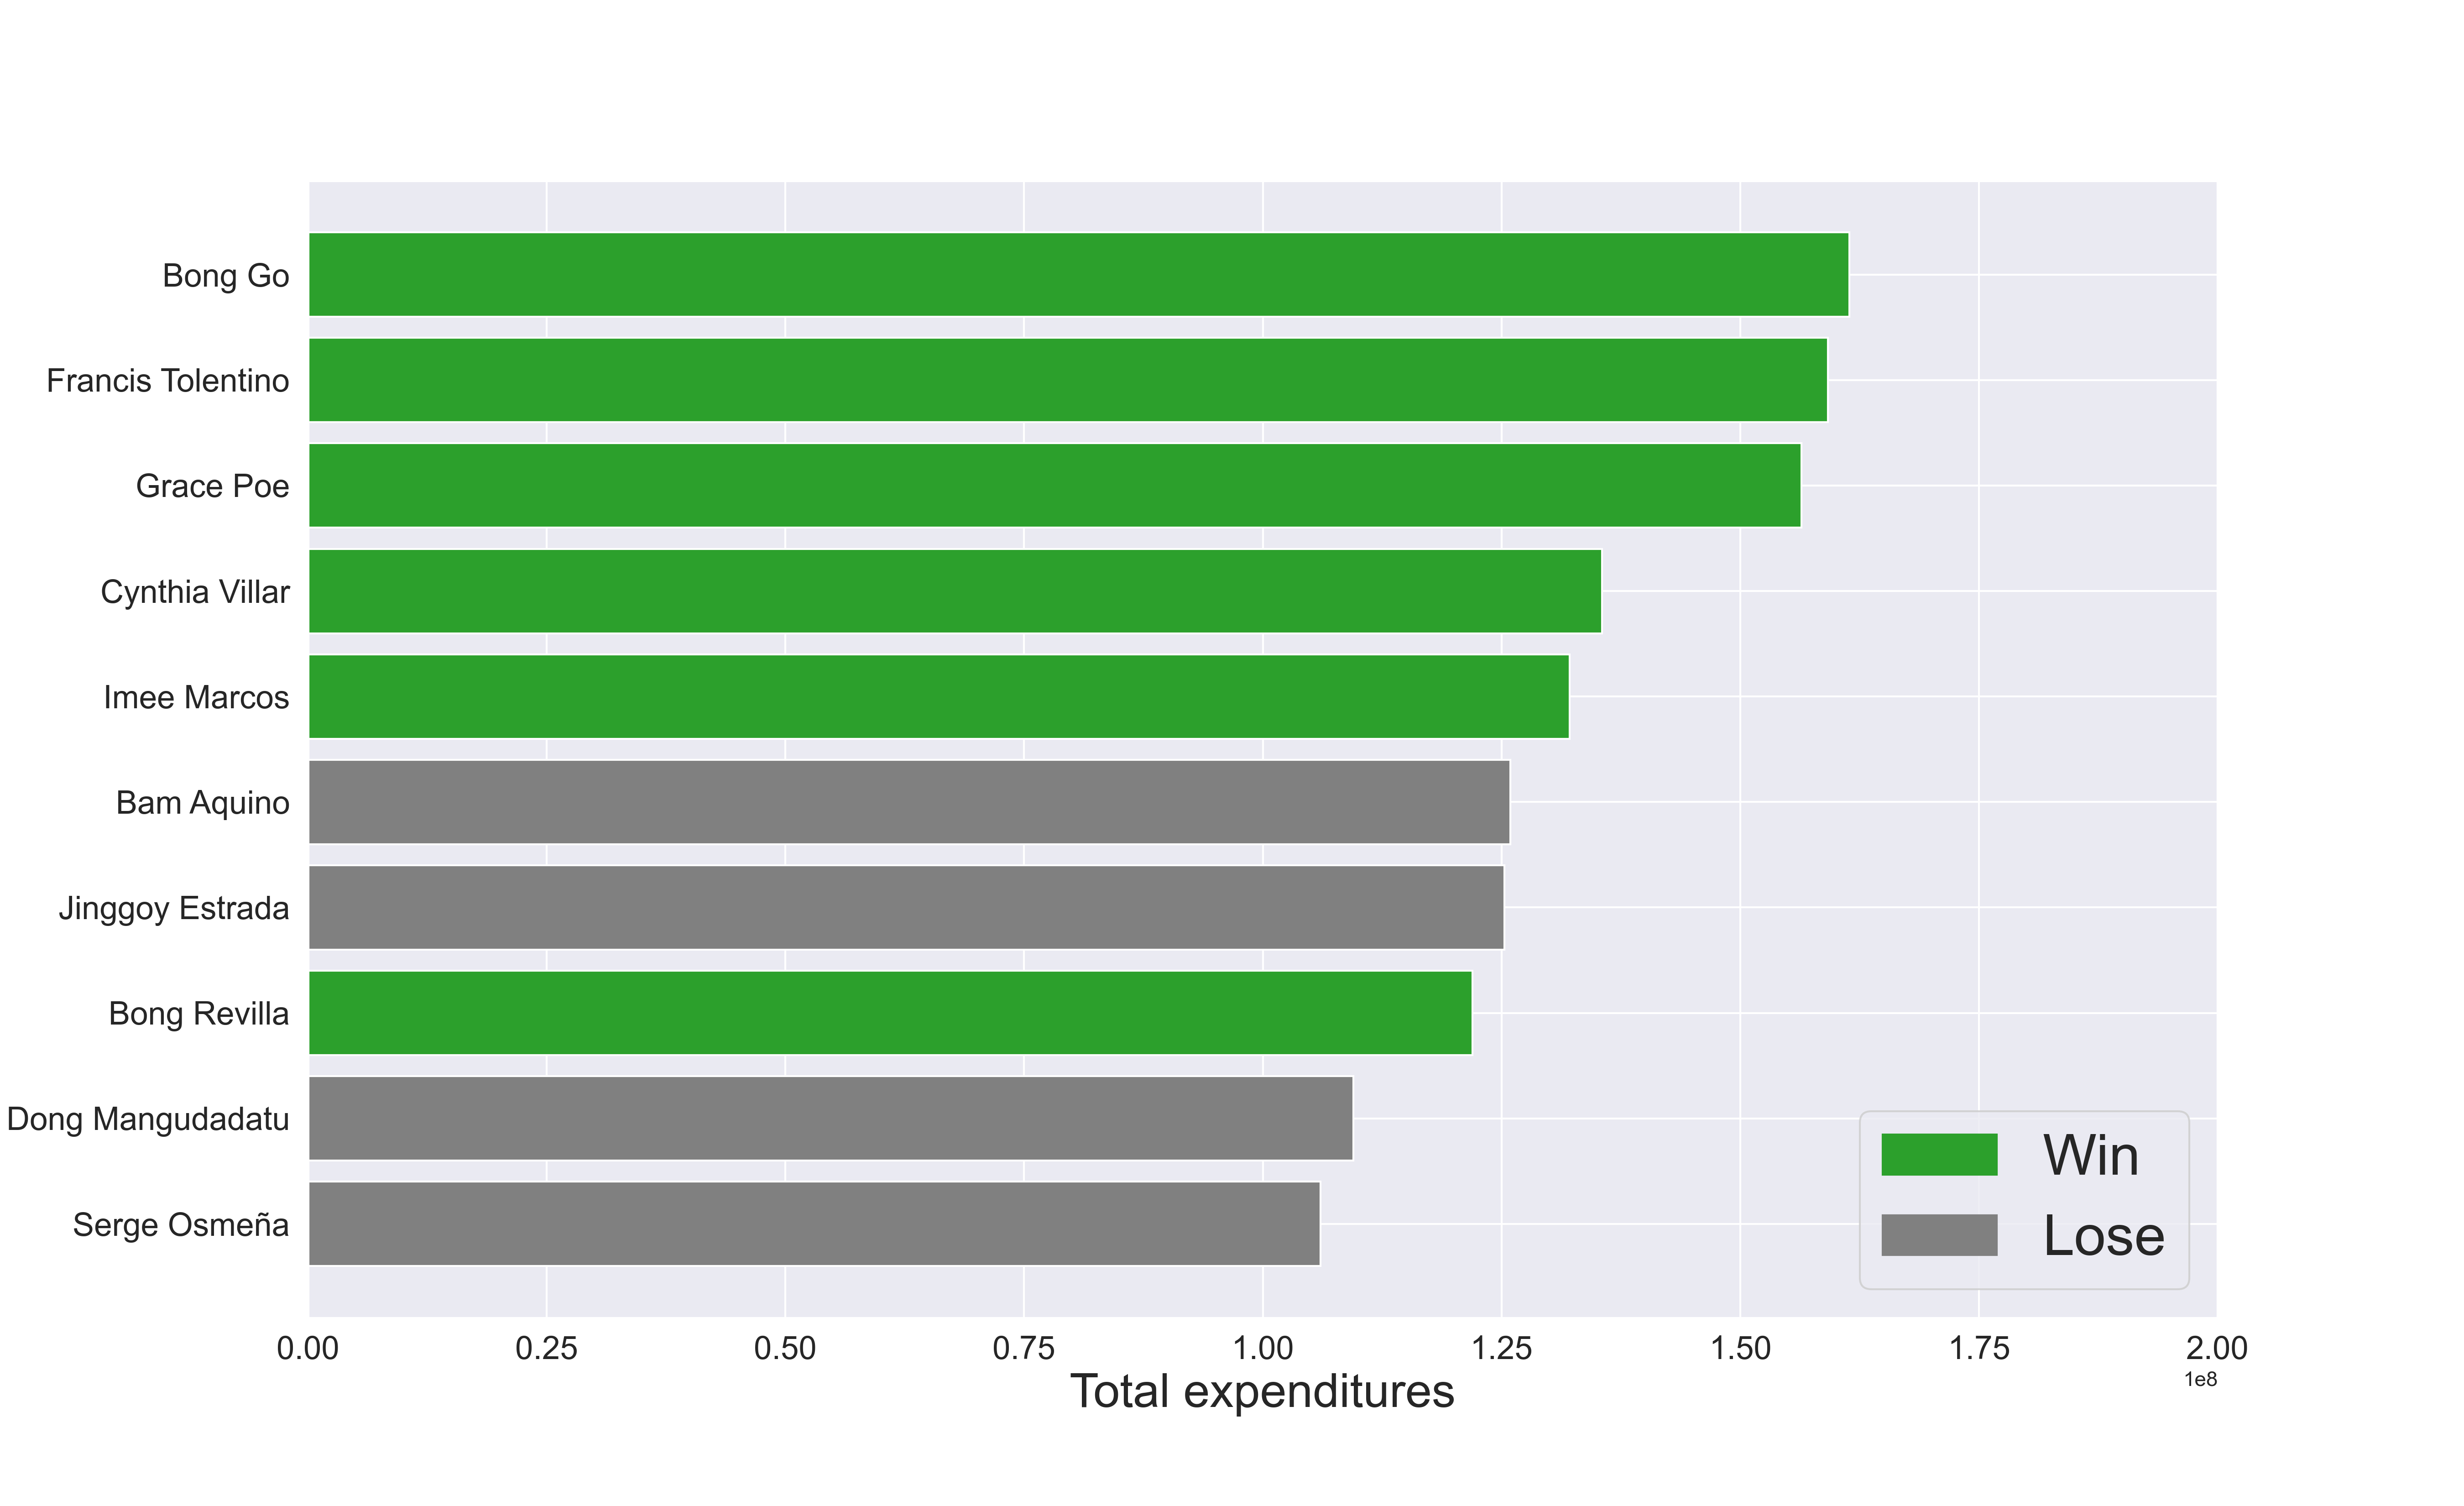 Bong Go
Francis Tolentino
Grace Poe
Cynthia Villar
Imee Marcos
Bam Aquino
Jinggoy Estrada
Bong Revilla
Dong Mangudadatu
Serge Osmeña
Win
Lose
0.00 0.25 0.50 0.75 1.00 1.25 1.50 1.75 2.00
1e8
Total expenditures